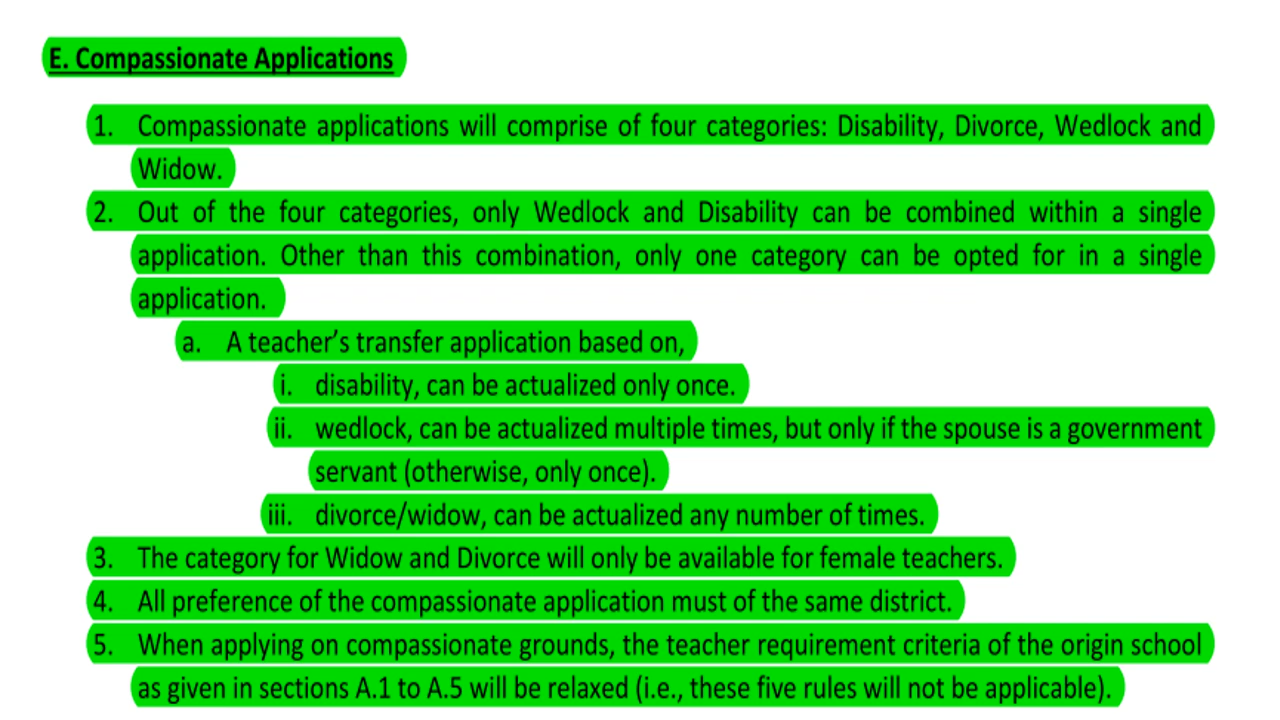 E. Compassionate Applications
1. Compassionate applications will comprise of four categories: Disability, Divorce, Wedlock and
Widow.
2. Out of the four categories, only Wedlock and Disability can be combined within a single
application. Other than this combination, only one category can be opted for in a single
application.
a. A teacher’s transfer application based on,
i. disability, can be actualized only once.
ii. wedlock, can be actualized multiple times, but only if the spouse is a government
servant (otherwise, only once).
iii. divorce/widow, can be actualized any number of times.
3. The category for Widow and Divorce will only be available for female teachers.
4. All preference of the compassionate application must of the same district.
5. When applying on compassionate grounds, the teacher requirement criteria of the origin school
as given in sections A.1 to A.5 will be relaxed (i.e., these five rules will not be applicable).